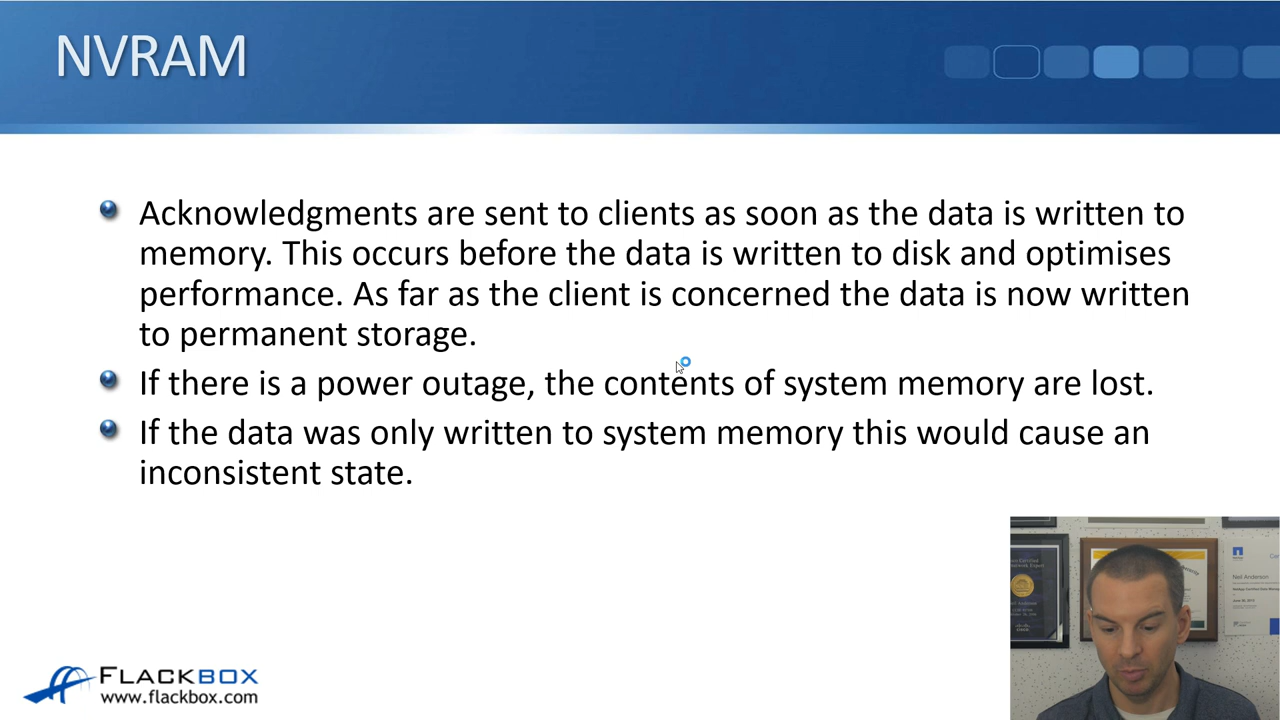 NVRAM
Acknowledgments are sent to clients as soon as the data is written to
memory. This occurs before the data is written to disk and optimises
performance. As far as the client is concerned the data is now written
to permanent storage.
If there is a power outage, the contents of system memory are lost.
If the data was only written to system memory this would cause an
inconsistent state.
Neil Anderson
FLACKBOX
www.flackbox.com